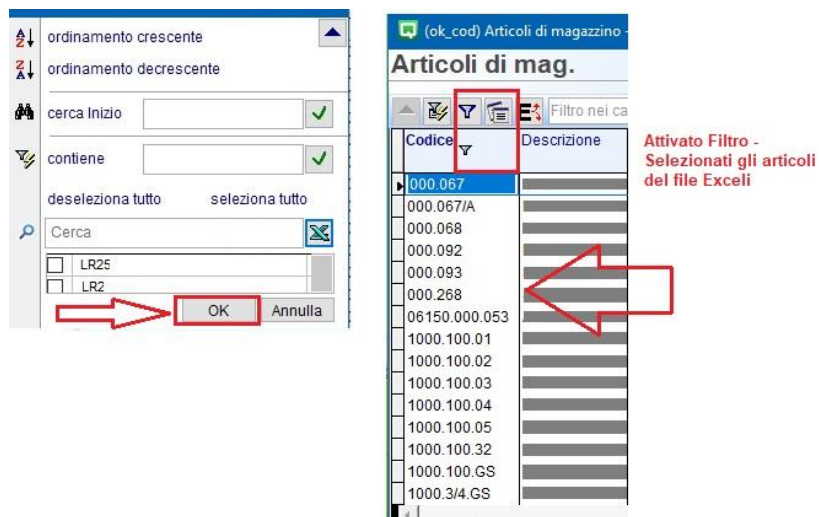 ordinamento crescente
ordinamento decrescente
cerca Inizio
contiene
deseleziona tutto seleziona tutto
Cerca
LR25
LR2
OK Annulla
(ok_cod) Articoli di magazzino -
Articoli di mag.
Filtro nei ca
Codice Descrizione
000.067
000.067/A
000.068
000.092
000.093
000.268
06150.000.053
1000.100.01
1000.100.02
1000.100.03
1000.100.04
1000.100.05
1000.100.32
1000.100.GS
1000.3/4.GS
Attivato Filtro -
Selezionati gli articoli
del file Exceli